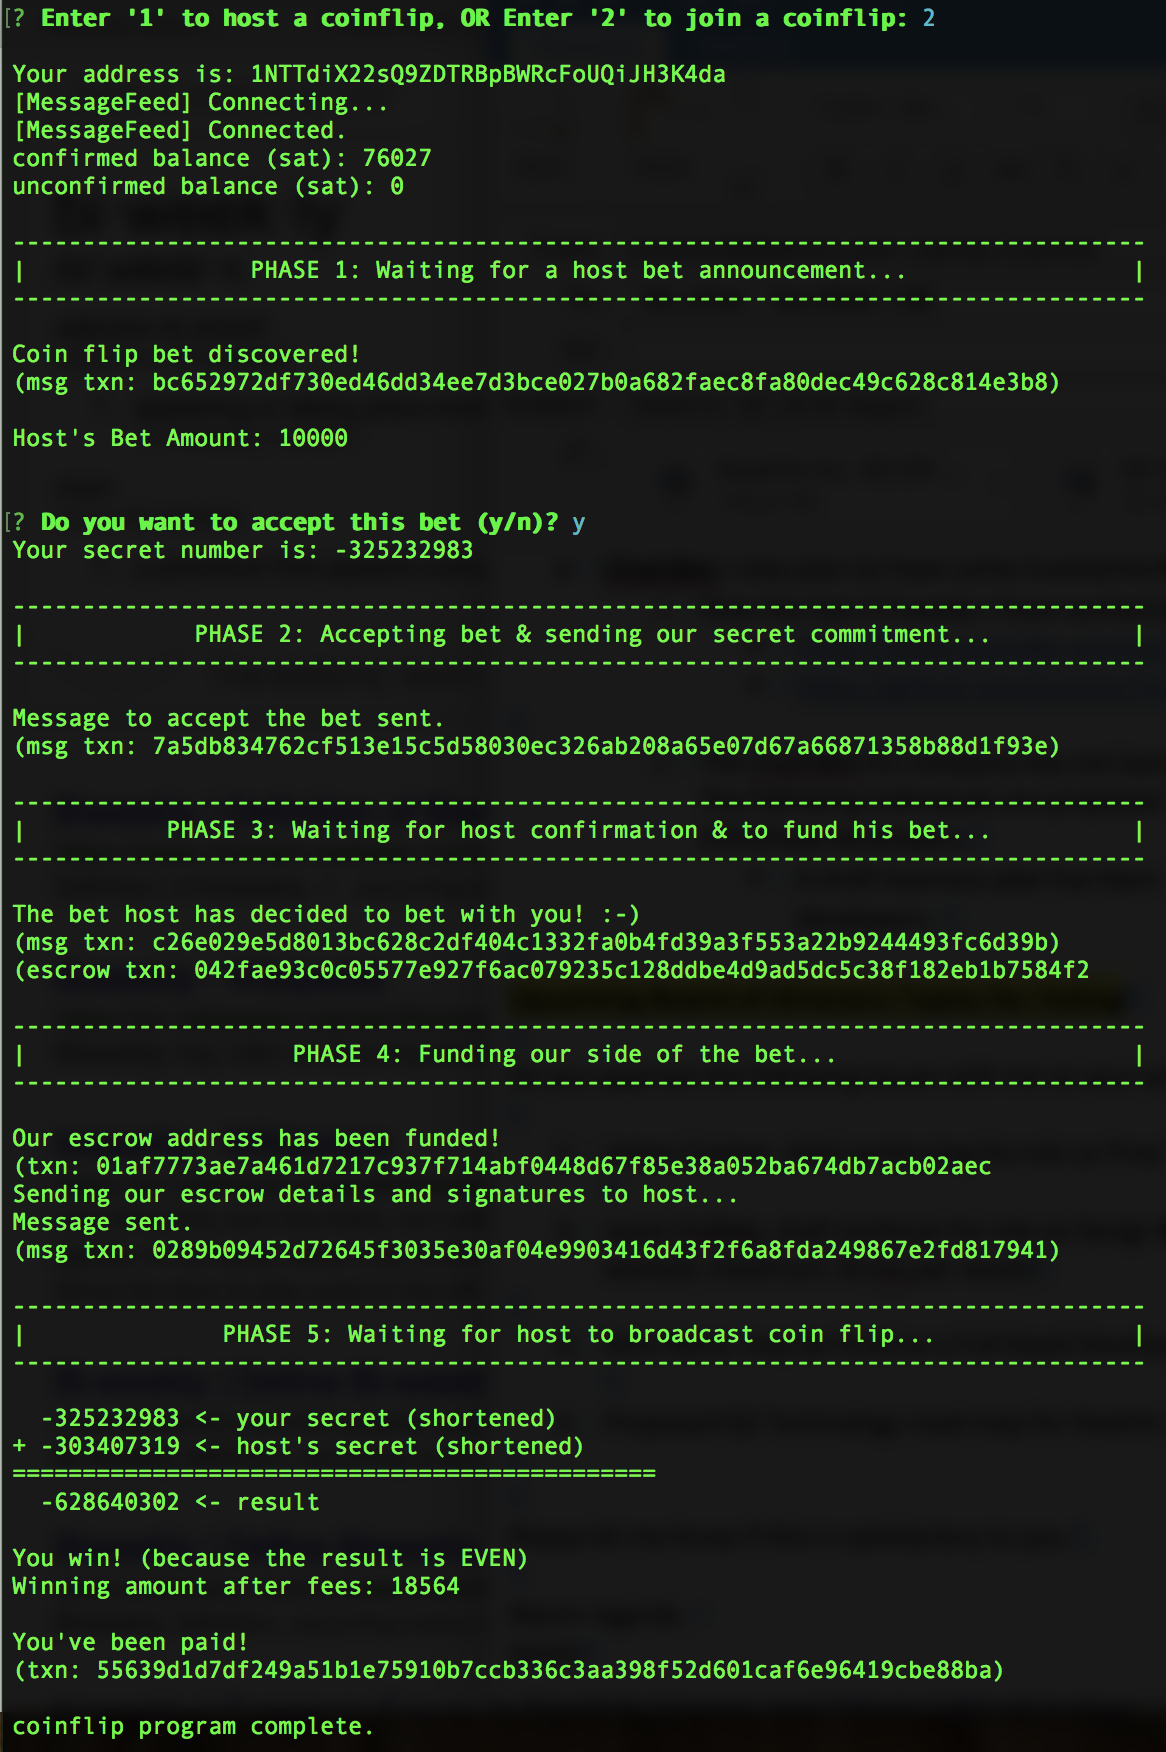 [? Enter '1' to host a coinflip, OR Enter '2' to join a coinflip: 2
Your address is: 1NTTdiX22sQ9ZDTRBpBWRcFoUQiJH3K4da
[MessageFeed] Connecting...
[MessageFeed] Connected.
confirmed balance (sat): 76027
unconfirmed balance (sat): 0
---------------------------------------------------------------------------------
|                PHASE 1: Waiting for a host bet announcement...                |
---------------------------------------------------------------------------------
Coin flip bet discovered!
(msg txn: bc652972df730ed46dd34ee7d3bce027b0a682faec8fa80dec49c628c814e3b8)
Host's Bet Amount: 10000
[? Do you want to accept this bet (y/n)? y
Your secret number is: -325232983
---------------------------------------------------------------------------------
|            PHASE 2: Accepting bet & sending our secret commitment...          |
---------------------------------------------------------------------------------
Message to accept the bet sent.
(msg txn: 7a5db834762cf513e15c5d58030ec326ab208a65e07d67a66871358b88d1f93e)
---------------------------------------------------------------------------------
|          PHASE 3: Waiting for host confirmation & to fund his bet...          |
---------------------------------------------------------------------------------
The bet host has decided to bet with you! :-)
(msg txn: c26e029e5d8013bc628c2df404c1332fa0b4fd39a3f553a22b9244493fc6d39b)
(escrow txn: 042fae93c0c05577e927f6ac079235c128ddbe4d9ad5dc5c38f182eb1b7584f2
---------------------------------------------------------------------------------
|                   PHASE 4: Funding our side of the bet...                     |
---------------------------------------------------------------------------------
Our escrow address has been funded!
(txn: 01af7773ae7a461d7217c937f714abf0448d67f85e38a052ba674db7acb02aec
Sending our escrow details and signatures to host...
Message sent.
(msg txn: 0289b09452d72645f3035e30af04e9903416d43f2f6a8fda249867e2fd817941)
---------------------------------------------------------------------------------
|              PHASE 5: Waiting for host to broadcast coin flip...              |
---------------------------------------------------------------------------------
  -325232983 <- your secret (shortened)
+ -303407319 <- host's secret (shortened)
==============================================
  -628640302 <- result
You win! (because the result is EVEN)
Winning amount after fees: 18564
You've been paid!
(txn: 55639d1d7df249a51b1e75910b7ccb336c3aa398f52d601caf6e96419cbe88ba)
coinflip program complete.